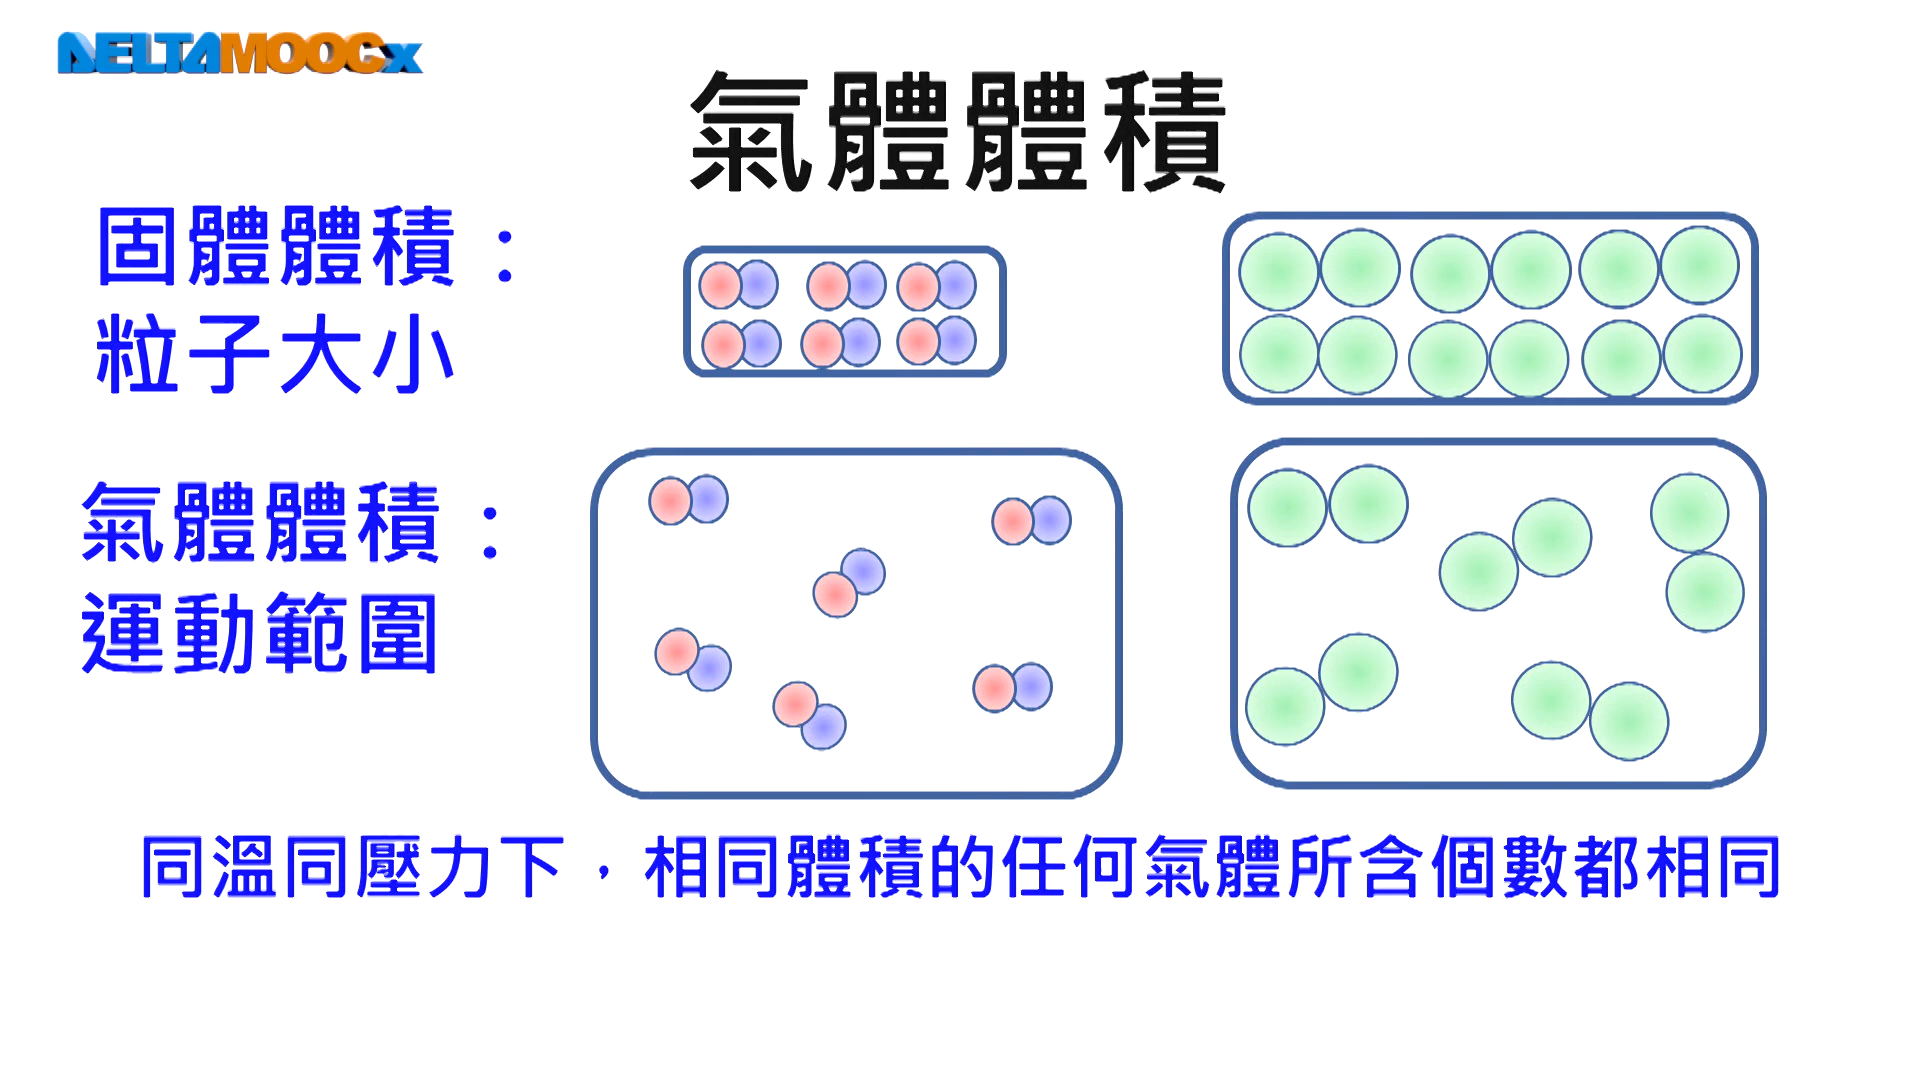 DELTAMOOCx
氣體體積
固體體積：
粒子大小
氣體體積：
運動範圍
同溫同壓力下，相同體積的任何氣體所含個數都相同